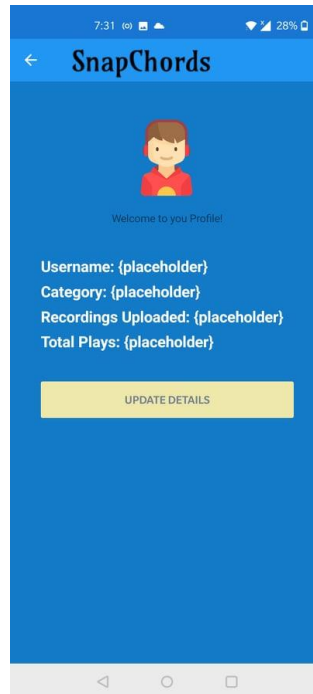 7:31 28%
SnapChords
Welcome to you Profile!
Username: {placeholder}
Category: {placeholder}
Recordings Uploaded: {placeholder}
Total Plays: {placeholder}
UPDATE DETAILS